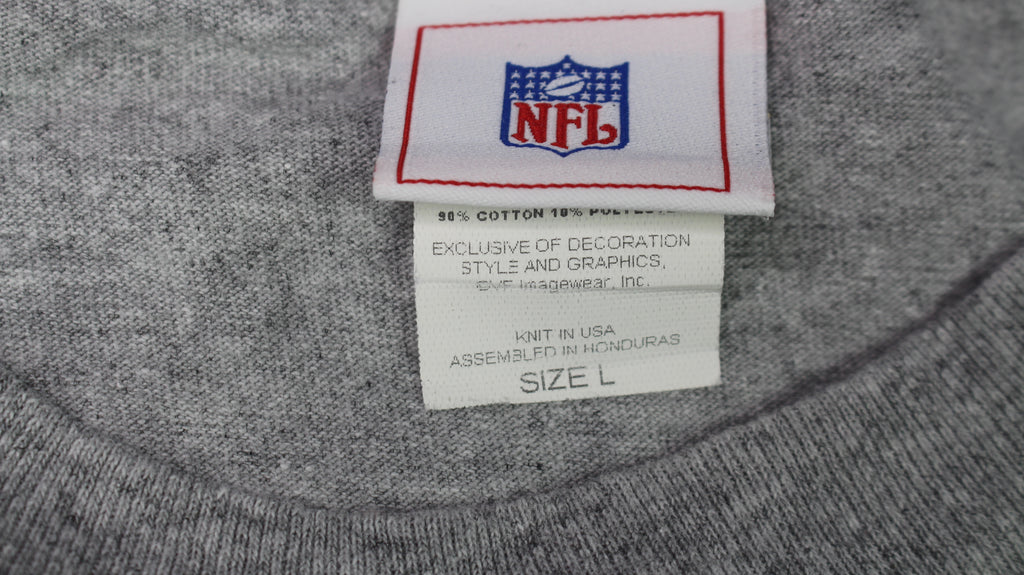 NFL
90% COTTON 10%
EXCLUSIVE OF DECORATION
STYLE AND GRAPHICS,
Imagewear, Inc.
KNIT IN USA
ASSEMBLED IN HONDURAS
SIZE L